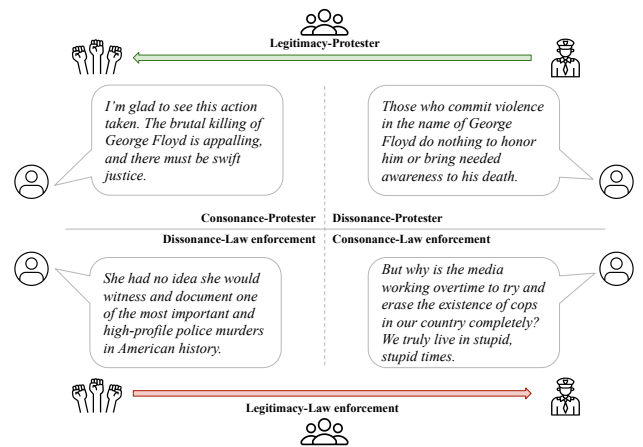 Legitimacy-Protester
I'm glad to see this action
taken. The brutal killing of
George Floyd is appalling,
and there must be swift
justice.
Those who commit violence
in the name of George
Floyd do nothing to honor
him or bring needed
awareness to his death.
Consonance-Protester
Dissonance-Protester
Dissonance-Law enforcement
Consonance-Law enforcement
She had no idea she would
witness and document one
of the most important and
high-profile police murders
in American history.
But why is the media
working overtime to try and
erase the existence of cops
in our country completely?
We truly live in stupid,
stupid times.
Legitimacy-Law enforcement